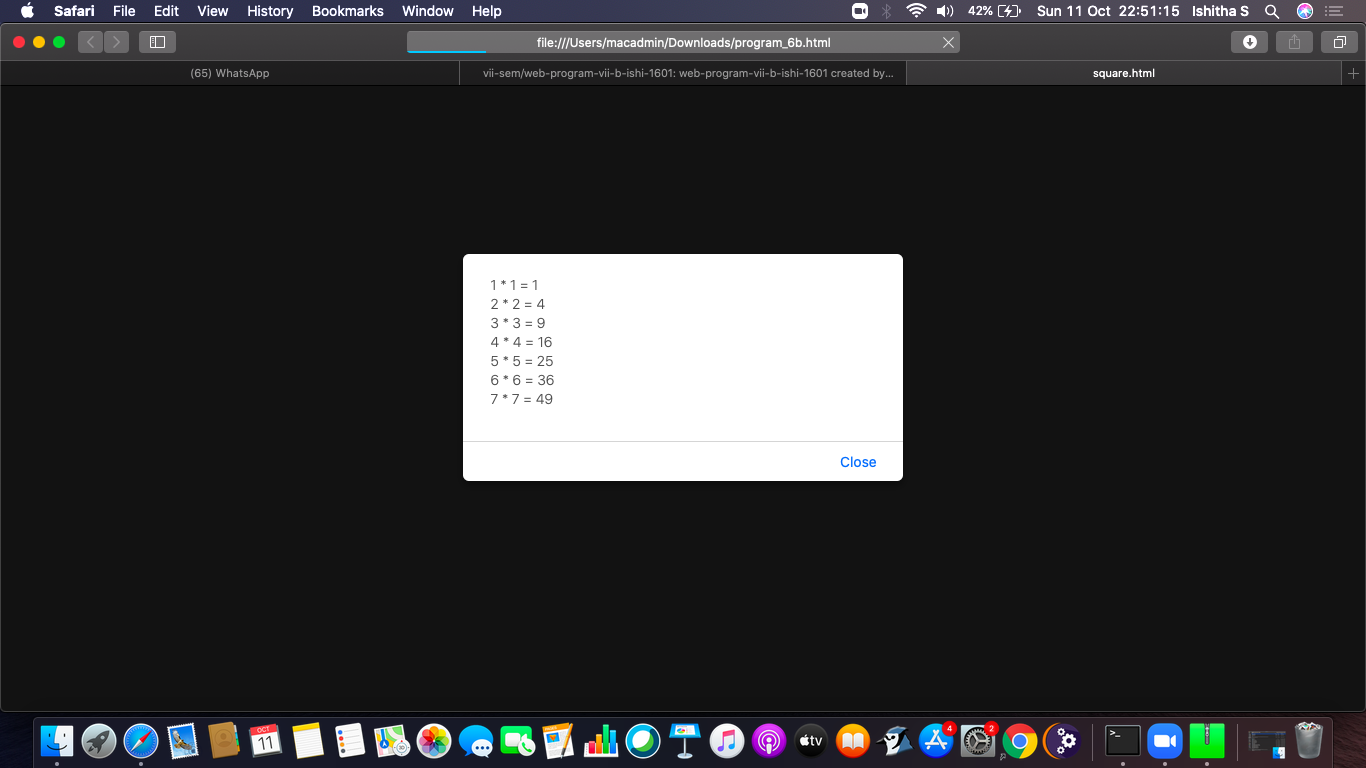 Safari File Edit View History Bookmarks Window Help 42% Sun 11 Oct 22:51:15 Ishitha S
file:///Users/macadmin/Downloads/program_6b.html
(65) WhatsApp vii-sem/web-program-vii-b-ishi-1601: web-program-vii-b-ishi-1601 created by... square.html
1 * 1 = 1
2 * 2 = 4
3 * 3 = 9
4 * 4 = 16
5 * 5 = 25
6 * 6 = 36
7 * 7 = 49
Close
OCT
11
3D
tv
4
2
>_